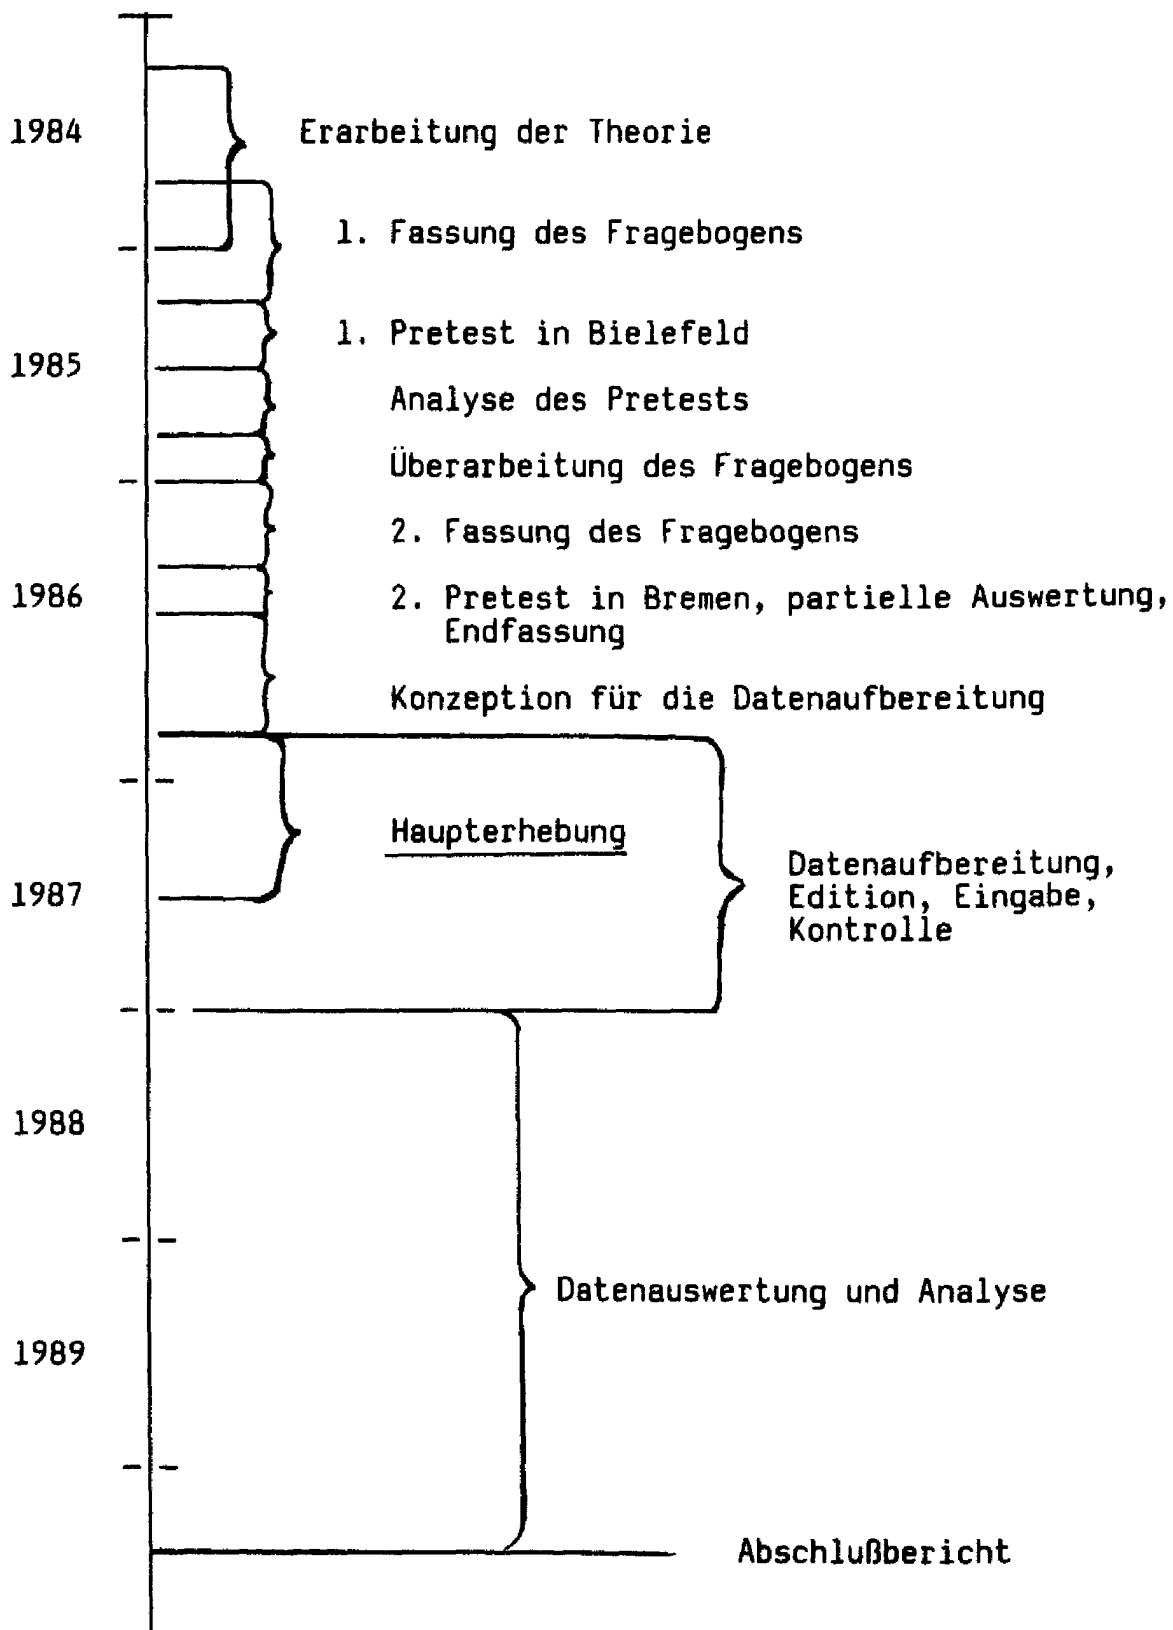 1984
Erarbeitung der Theorie
1. Fassung des Fragebogens
1. Pretest in Bielefeld
1985
Analyse des Pretests
Überarbeitung des Fragebogens
2. Fassung des Fragebogens
1986
2. Pretest in Bremen, partielle Auswertung,
Endfassung
Konzeption für die Datenaufbereitung
Haupterhebung
1987
Datenaufbereitung,
Edition, Eingabe,
Kontrolle
1988
Datenauswertung und Analyse
1989
Abschlußbericht